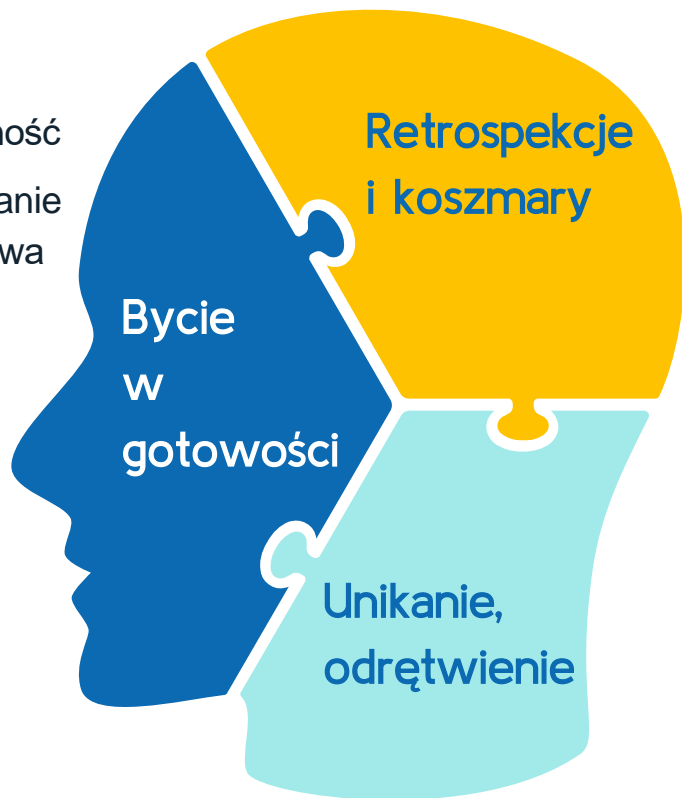 Retrospekcje
i koszmary
Bycie
w
gotowości
Unikanie,
odrętwienie